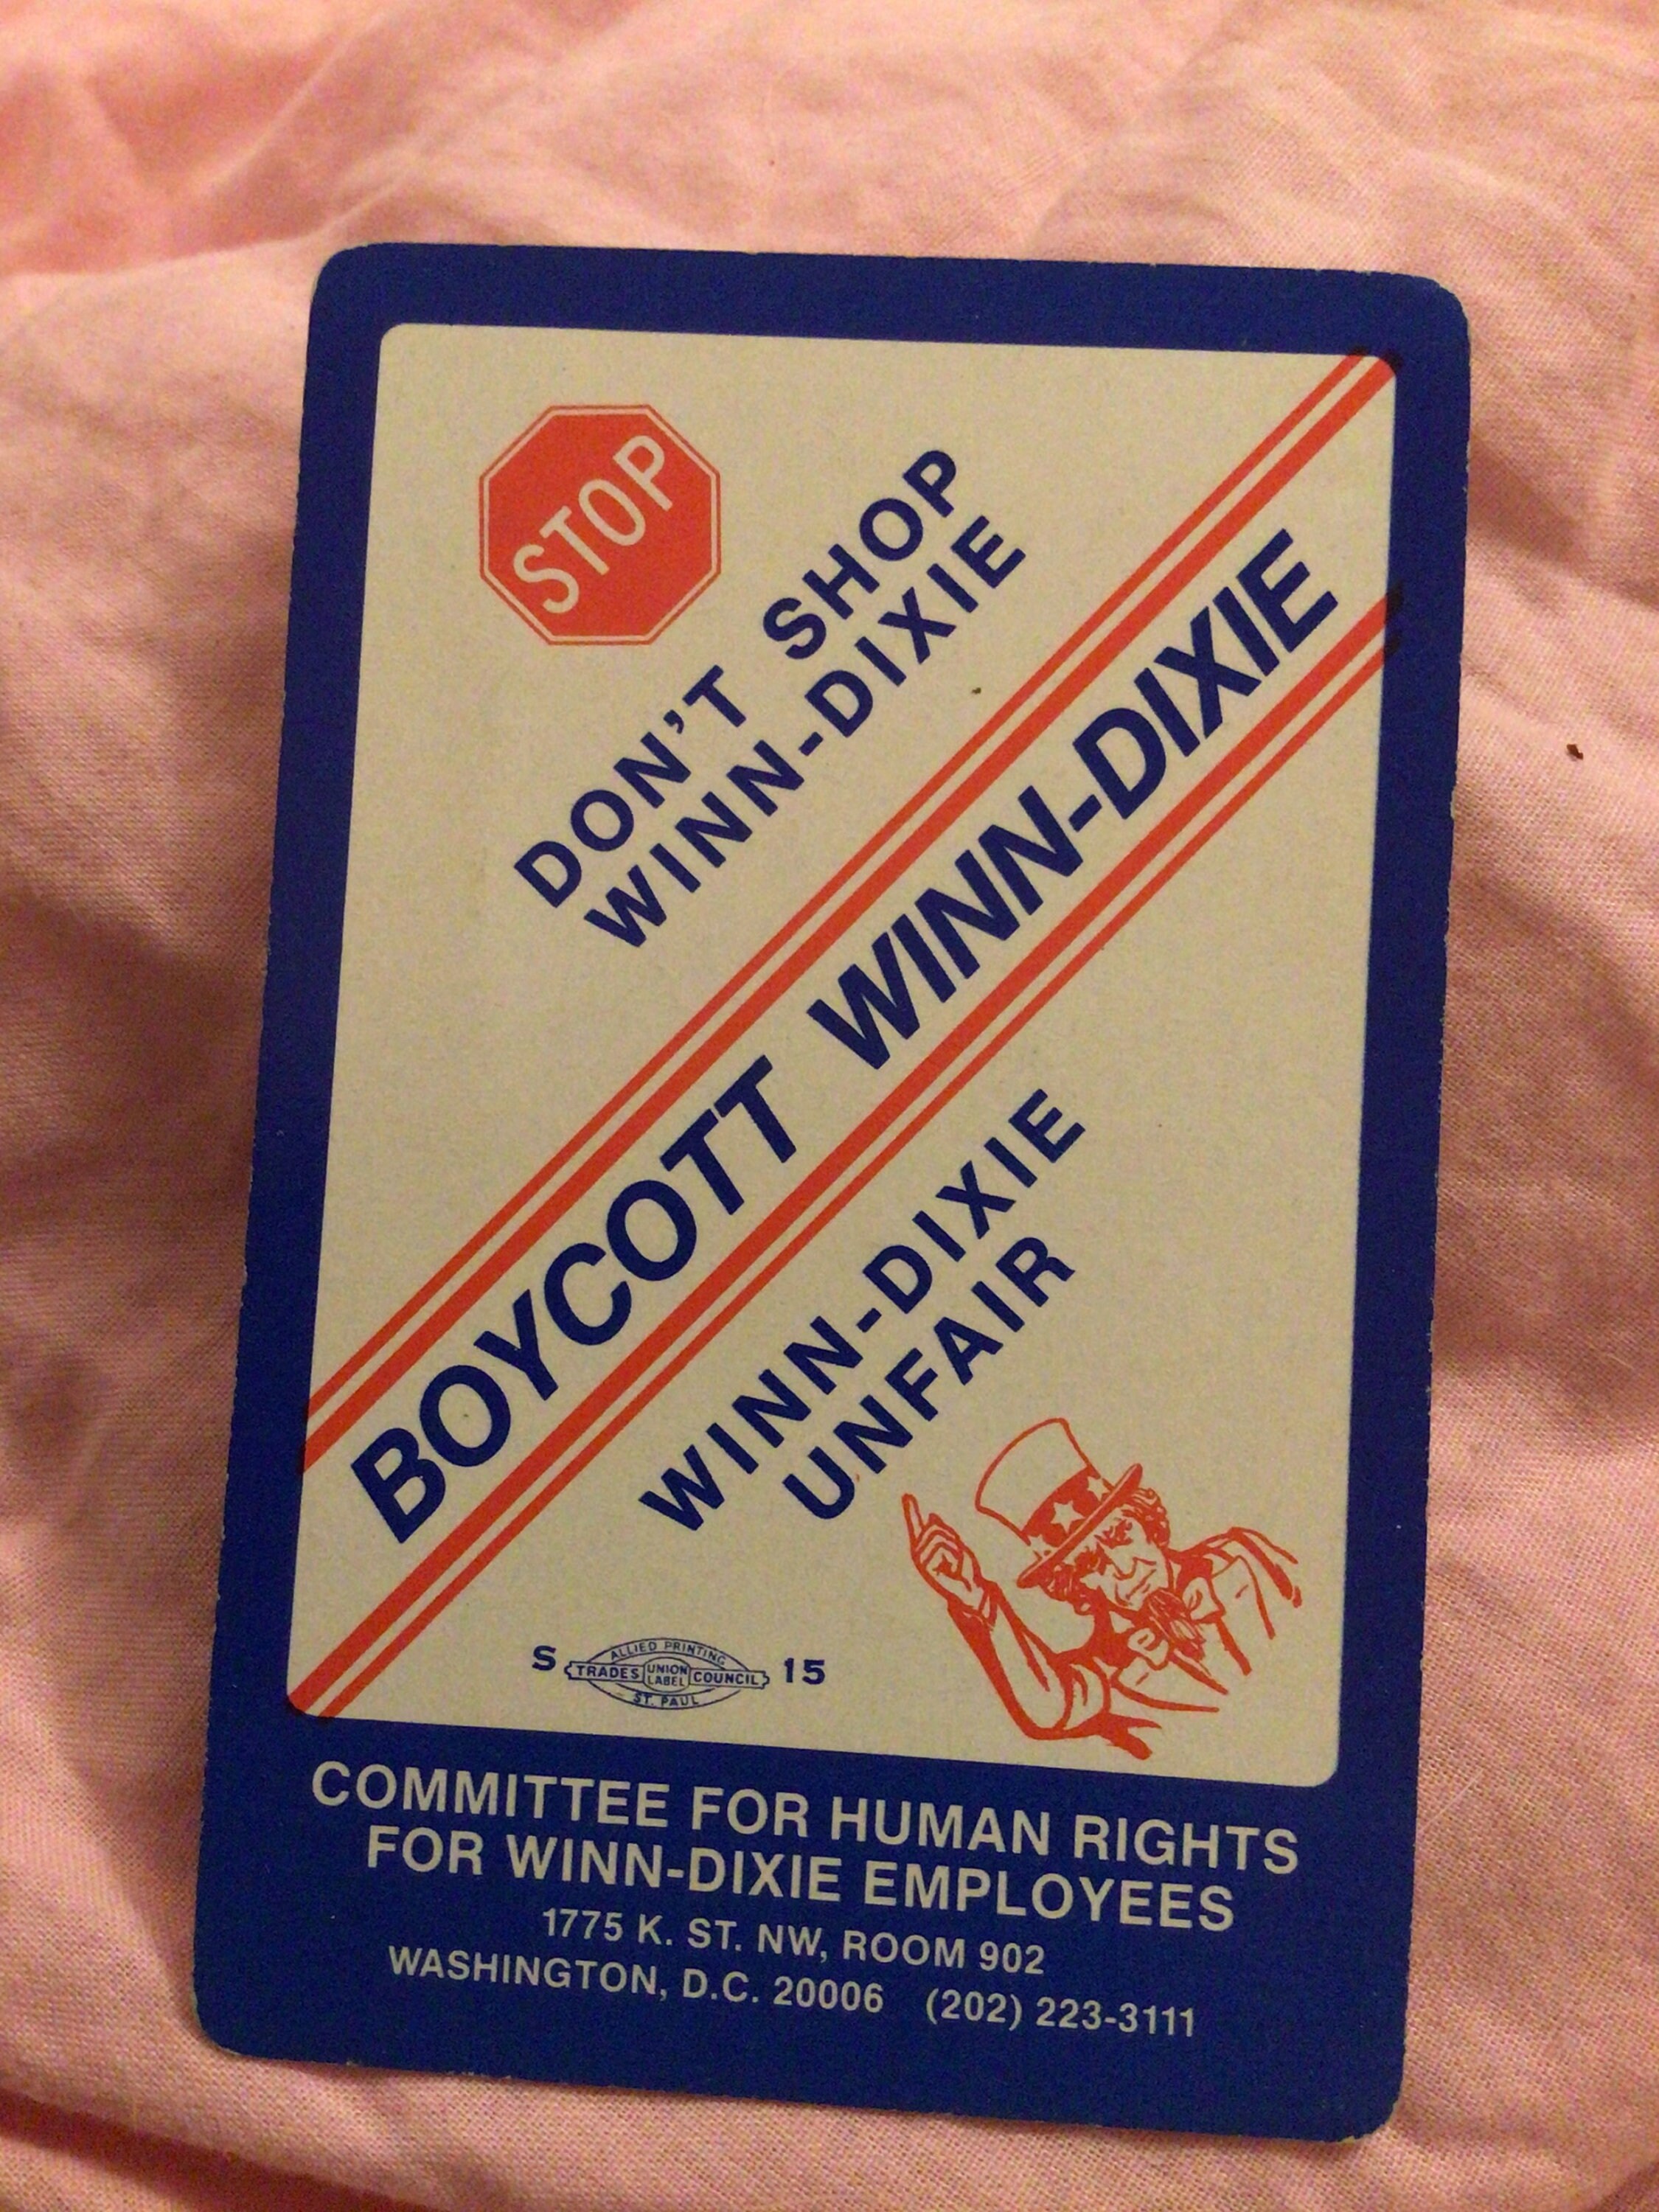 STOP
DON'T SHOP
WINN-DIXIE
BOYCOTT WINN-DIXIE
WINN-DIXIE
UNFAIR
S ALLIED PRINTING 15
TRADES UNION LABEL COUNCIL
ST. PAUL
COMMITTEE FOR HUMAN RIGHTS
FOR WINN-DIXIE EMPLOYEES
1775 K. ST. NW, ROOM 902
WASHINGTON, D.C. 20006 (202) 223-3111